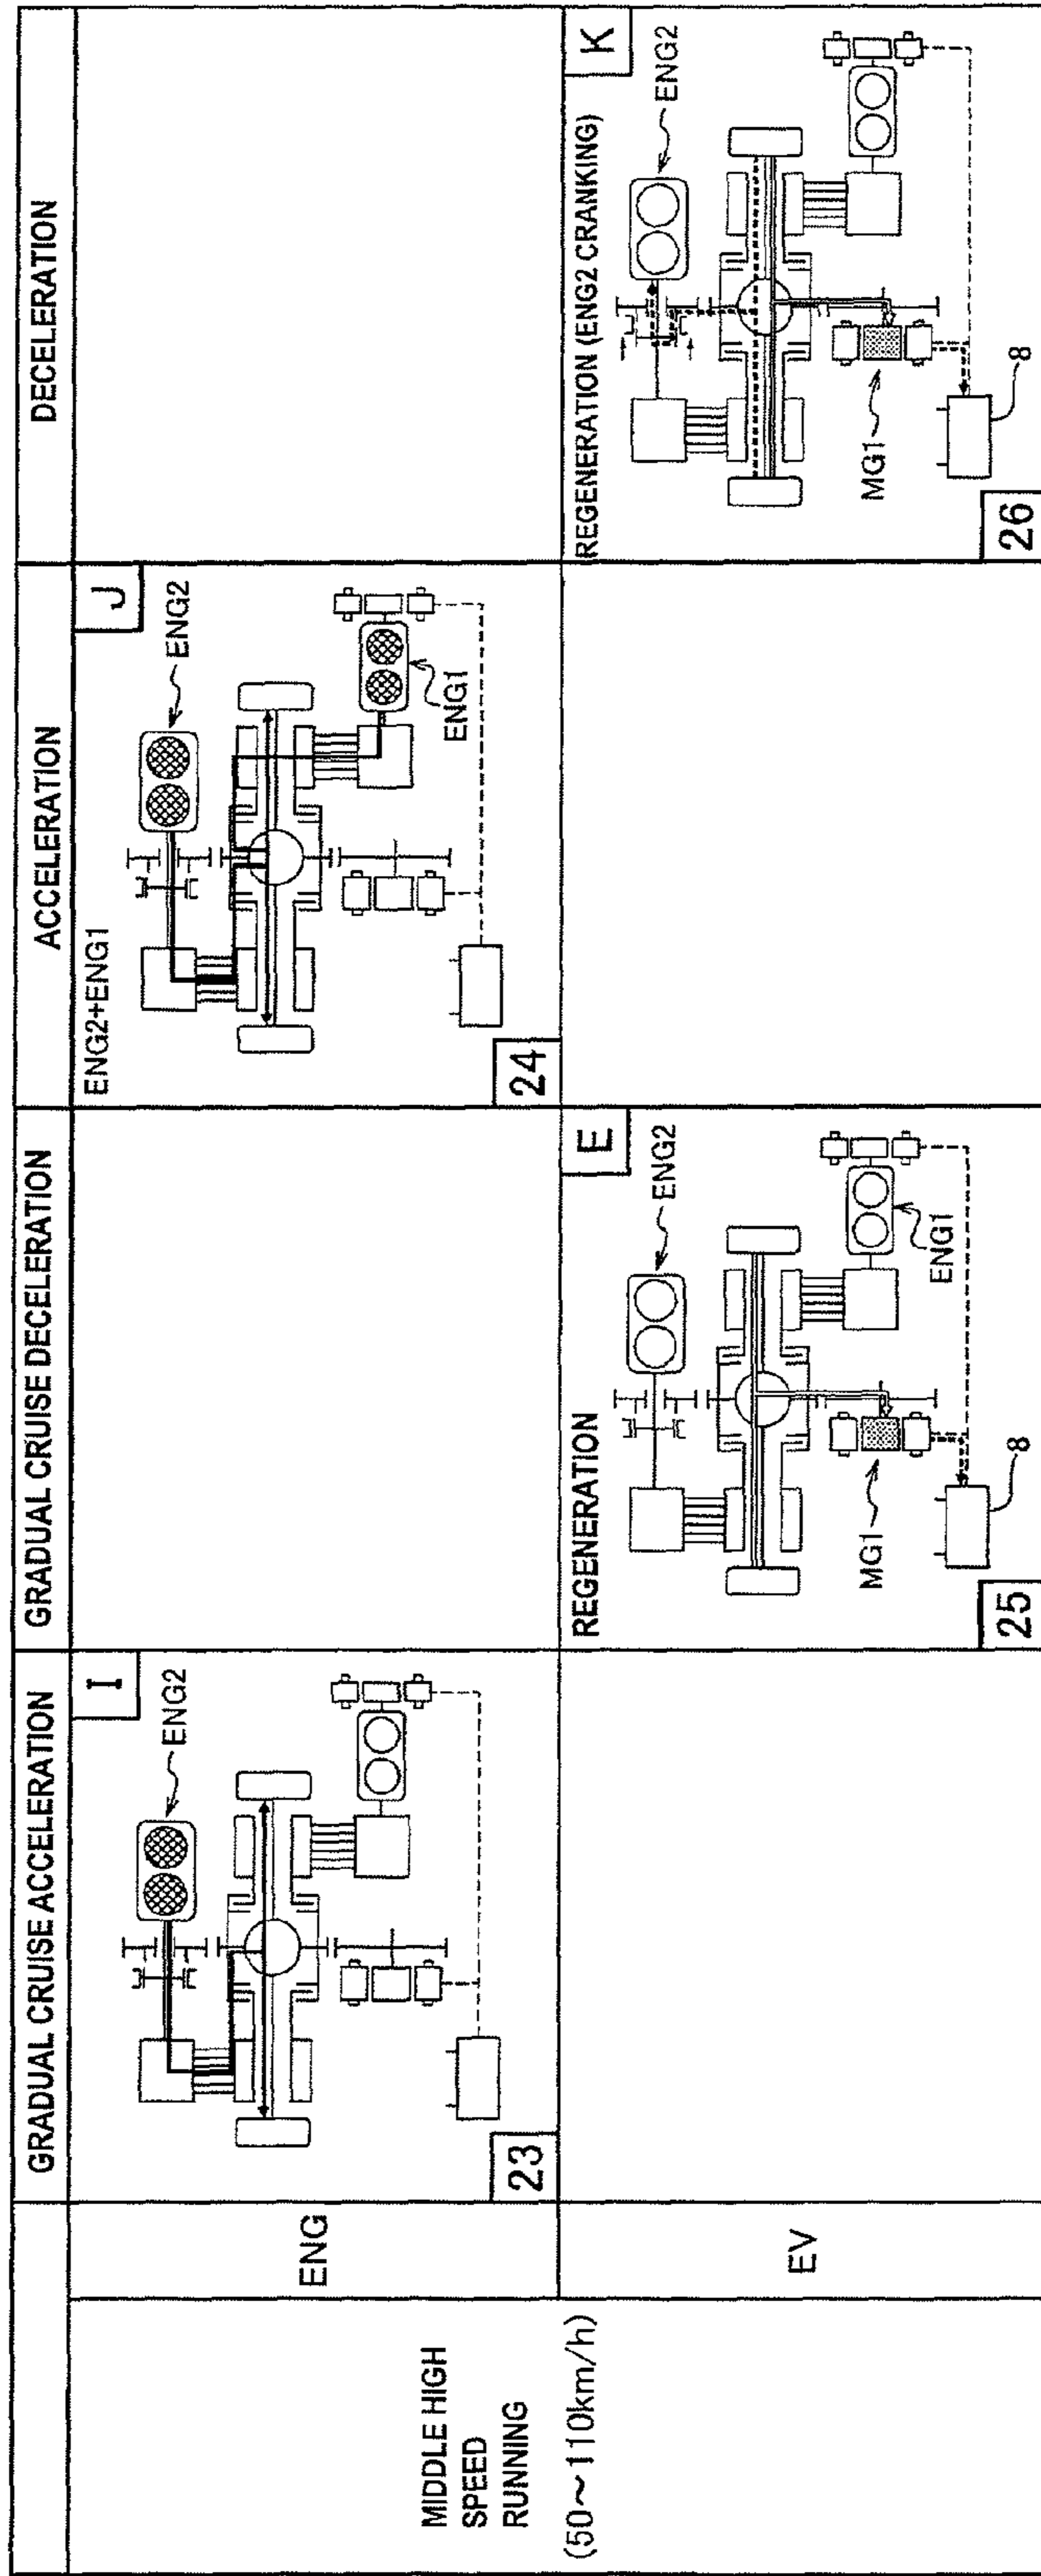 GRADUAL CRUISE ACCELERATION
GRADUAL CRUISE DECELERATION
ACCELERATION
DECELERATION
MIDDLE HIGH
SPEED
RUNNING
(50～110km/h)
ENG
I
ENG2
23
ENG2+ENG1
J
ENG2
ENG1
24
EV
REGENERATION
E
ENG2
ENG1
MG1
8
25
REGENERATION (ENG2 CRANKING)
K
ENG2
MG1
8
26